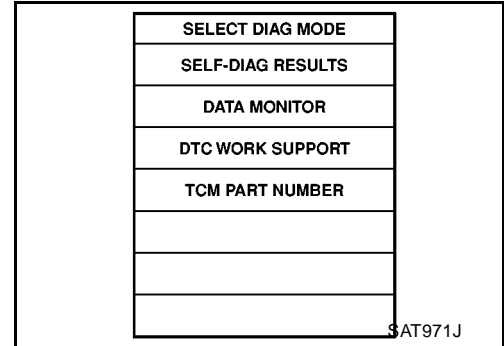 SELECT DIAG MODE
SELF-DIAG RESULTS
DATA MONITOR
DTC WORK SUPPORT
TCM PART NUMBER
SAT971J